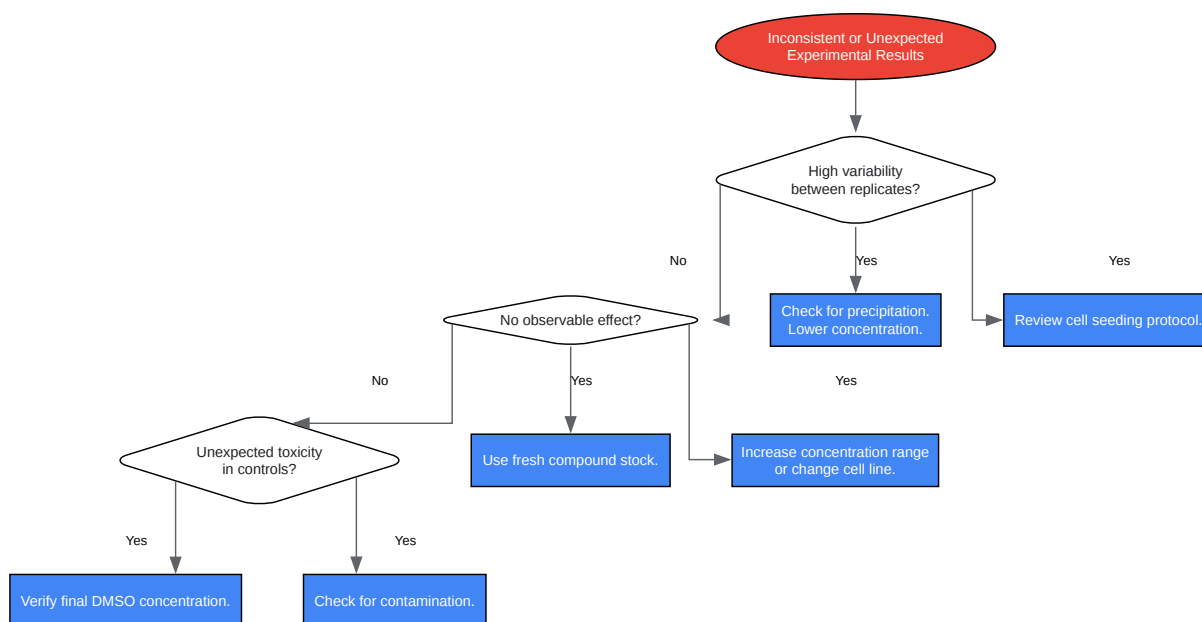 Inconsistent or Unexpected
Experimental Results
High variability
between replicates?
No
Yes
Yes
No observable effect?
Check for precipitation.
Lower concentration.
Review cell seeding protocol.
No
Yes
Yes
Unexpected toxicity
in controls?
Use fresh compound stock.
Increase concentration range
or change cell line.
Yes
Yes
Verify final DMSO concentration.
Check for contamination.